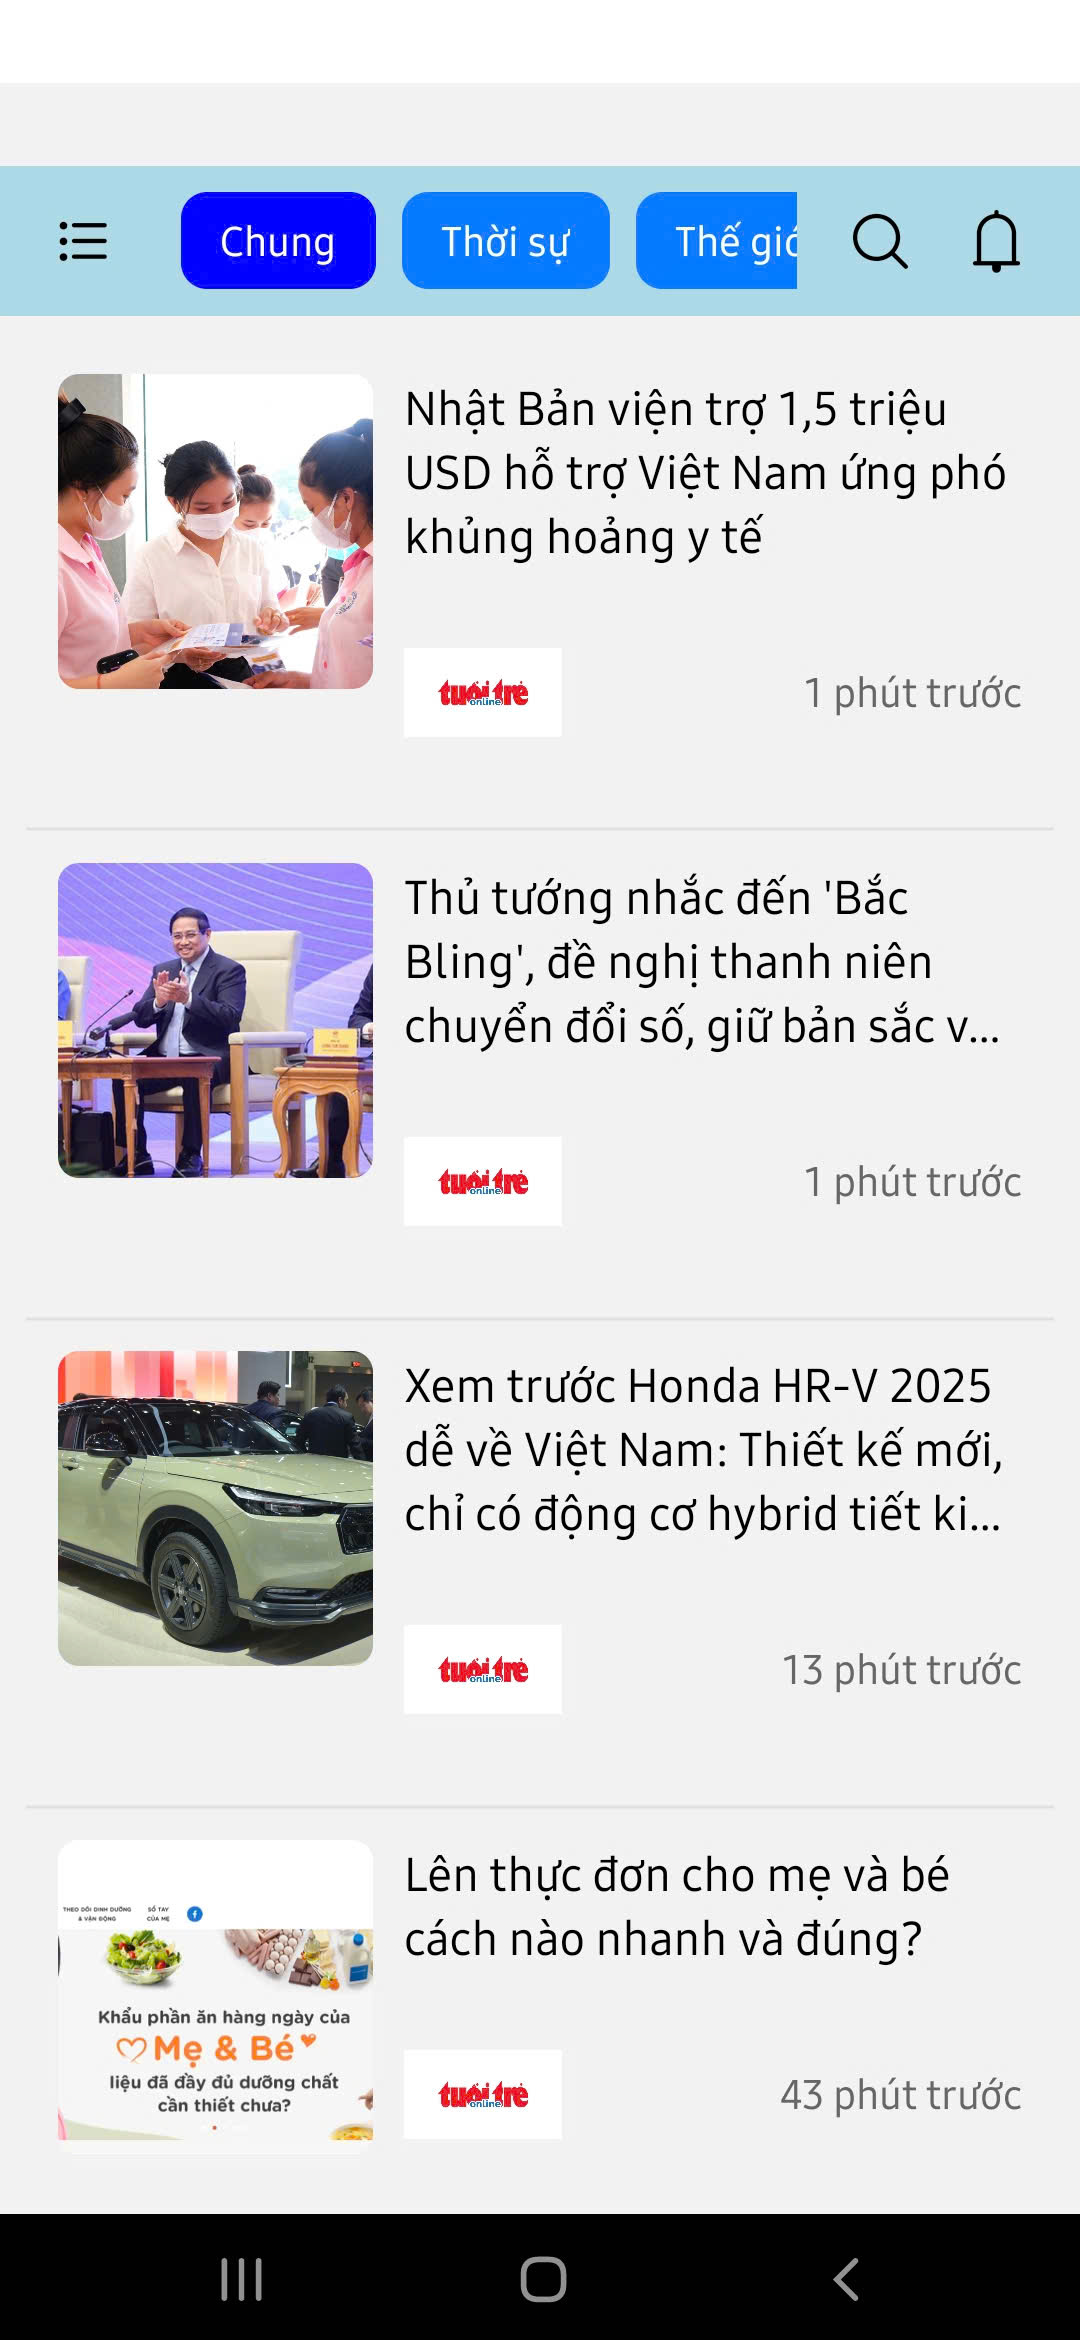 Chung
Thời sự
Thế giớ
Nhật Bản viện trợ 1,5 triệu
USD hỗ trợ Việt Nam ứng phó
khủng hoảng y tế
tuổi trẻ
online
1 phút trước
Thủ tướng nhắc đến 'Bắc
Bling', đề nghị thanh niên
chuyển đổi số, giữ bản sắc v...
tuổi trẻ
online
1 phút trước
Xem trước Honda HR-V 2025
dễ về Việt Nam: Thiết kế mới,
chỉ có động cơ hybrid tiết ki...
tuổi trẻ
online
13 phút trước
Lên thực đơn cho mẹ và bé
cách nào nhanh và đúng?
THEO DÕI DINH DƯỠNG
& VẬN ĐỘNG
SỔ TAY
CỦA MẸ
Khẩu phần ăn hàng ngày của
Mẹ & Bé
liệu đã đầy đủ dưỡng chất
cần thiết chưa?
tuổi trẻ
online
43 phút trước